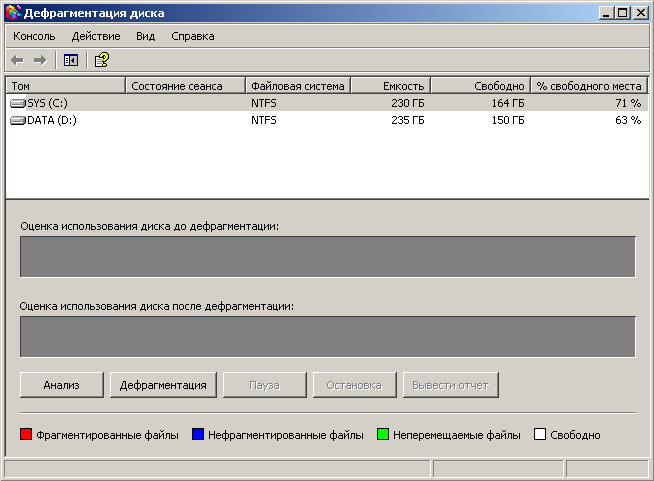 Дефрагментация диска
Консоль Действие Вид Справка
Том Состояние сеанса Файловая система Емкость Свободно % свободного места
SYS (C:) NTFS 230 ГБ 164 ГБ 71 %
DATA (D:) NTFS 235 ГБ 150 ГБ 63 %
Оценка использования диска до дефрагментации:
Оценка использования диска после дефрагментации:
Анализ Дефрагментация Пауза Остановка Вывести отчет
Фрагментированные файлы Нефрагментированные файлы Неперемещаемые файлы Свободно